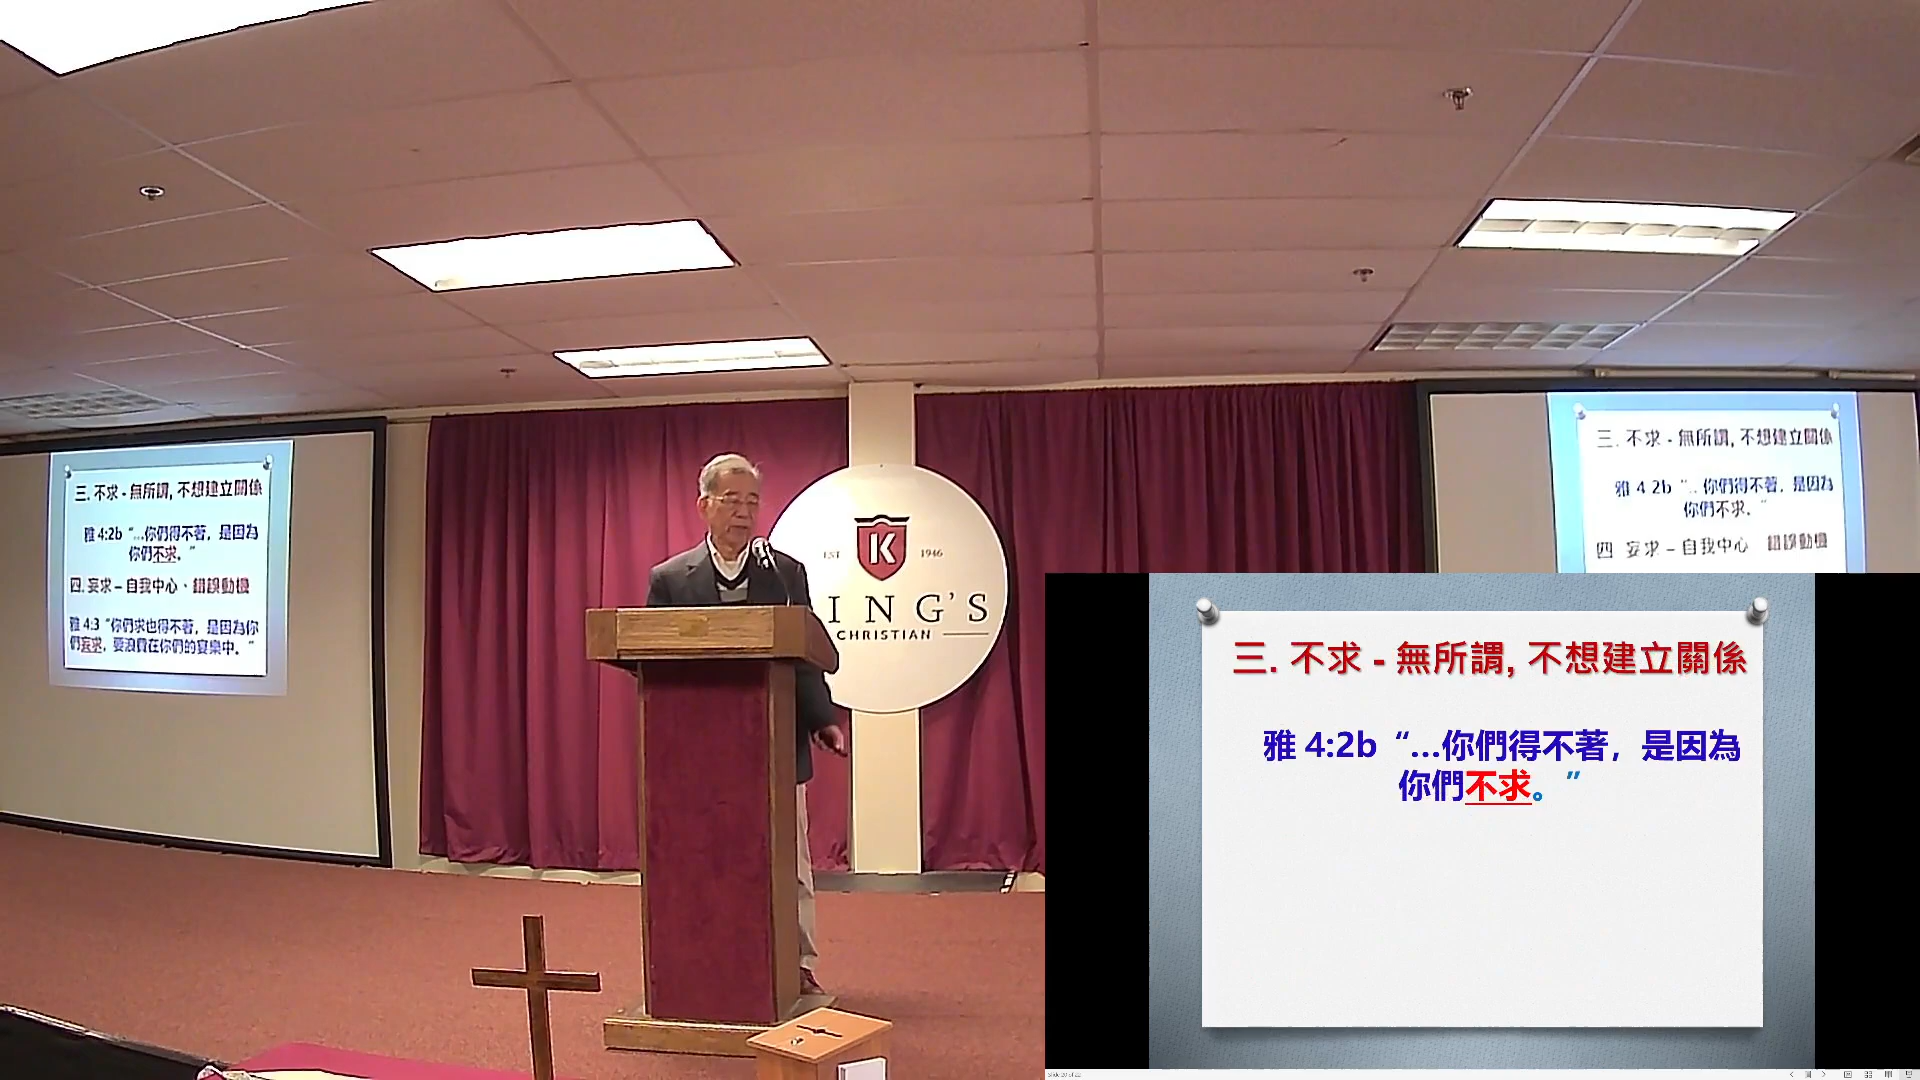 三. 不求 - 無所謂, 不想建立關係
雅 4:2b “…你們得不著，是因為
你們不求。”
四. 妄求 – 自我中心、錯誤動機
雅 4:3 “你們求也得不著，是因為你
們妄求，要浪費在你們的宴樂中。”
EST K 1946
ING'S
CHRISTIAN
三. 不求 - 無所謂, 不想建立關係
雅 4:2b “…你們得不著，是因為
你們不求。”
四. 妄求 – 自我中心、錯誤動機
三. 不求 - 無所謂, 不想建立關係
雅 4:2b “…你們得不著，是因為
你們不求。”